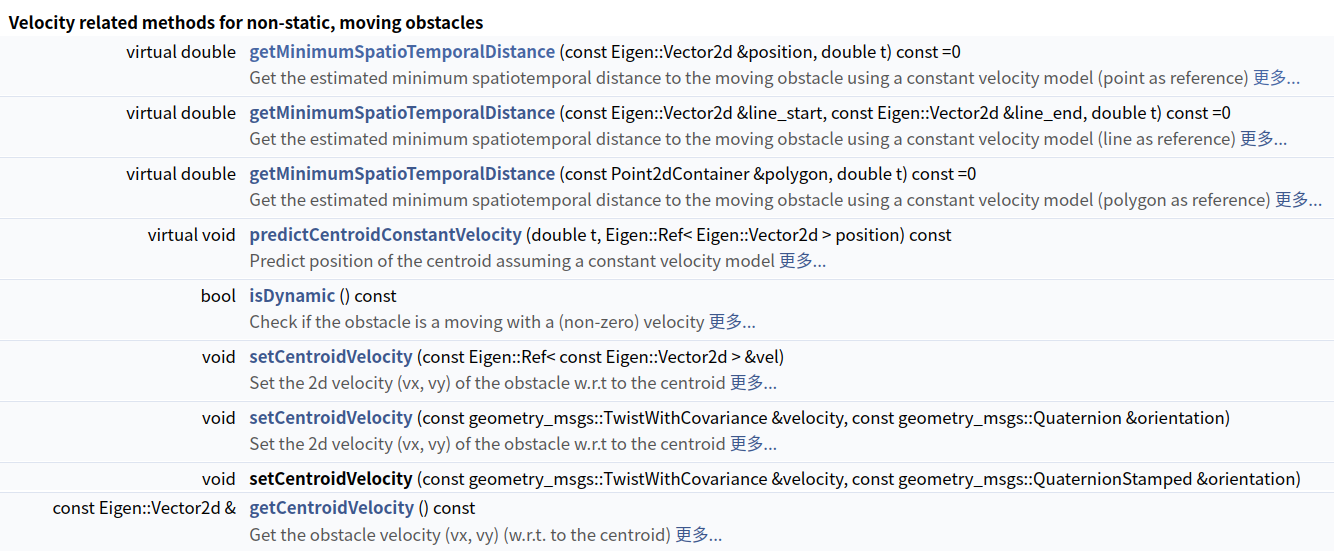 Velocity related methods for non-static, moving obstacles
virtual double getMinimumSpatioTemporalDistance (const Eigen::Vector2d &position, double t) const =0
Get the estimated minimum spatiotemporal distance to the moving obstacle using a constant velocity model (point as reference) 更多...
virtual double getMinimumSpatioTemporalDistance (const Eigen::Vector2d &line_start, const Eigen::Vector2d &line_end, double t) const =0
Get the estimated minimum spatiotemporal distance to the moving obstacle using a constant velocity model (line as reference) 更多...
virtual double getMinimumSpatioTemporalDistance (const Point2dContainer &polygon, double t) const =0
Get the estimated minimum spatiotemporal distance to the moving obstacle using a constant velocity model (polygon as reference) 更多...
virtual void predictCentroidConstantVelocity (double t, Eigen::Ref< Eigen::Vector2d > position) const
Predict position of the centroid assuming a constant velocity model 更多...
bool isDynamic () const
Check if the obstacle is a moving with a (non-zero) velocity 更多...
void setCentroidVelocity (const Eigen::Ref< const Eigen::Vector2d > &vel)
Set the 2d velocity (vx, vy) of the obstacle w.r.t to the centroid 更多...
void setCentroidVelocity (const geometry_msgs::TwistWithCovariance &velocity, const geometry_msgs::Quaternion &orientation)
Set the 2d velocity (vx, vy) of the obstacle w.r.t to the centroid 更多...
void setCentroidVelocity (const geometry_msgs::TwistWithCovariance &velocity, const geometry_msgs::QuaternionStamped &orientation)
const Eigen::Vector2d & getCentroidVelocity () const
Get the obstacle velocity (vx, vy) (w.r.t. to the centroid) 更多...